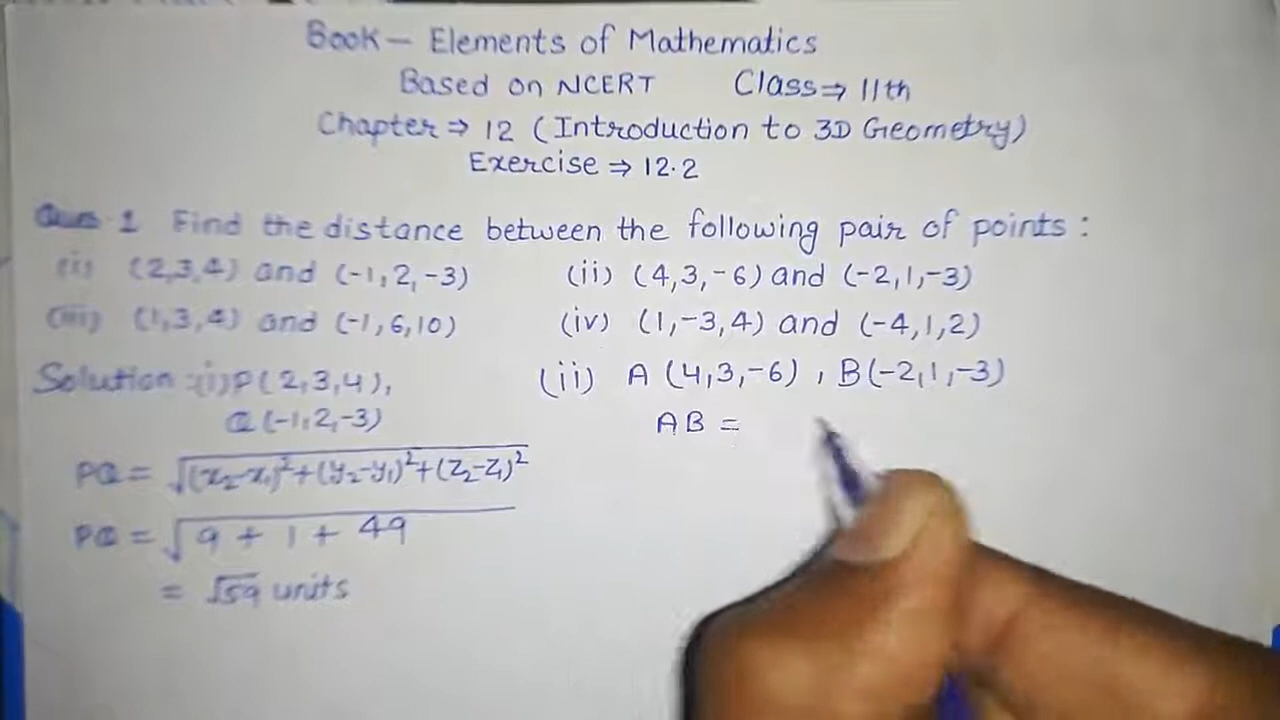 Book – Elements of Mathematics
Based on NCERT Class ⇒ 11th
Chapter ⇒ 12 (Introduction to 3D Geometry)
Exercise ⇒ 12.2
Ques 1 Find the distance between the following pair of points :
(i) (2,3,4) and (-1,2,-3) (ii) (4,3,-6) and (-2,1,-3)
(iii) (1,3,4) and (-1,6,10) (iv) (1,-3,4) and (-4,1,2)
Solution :(i) P(2,3,4),
Q(-1,2,-3)
PQ = √(x₂-x₁)²+(y₂-y₁)²+(z₂-z₁)²
PQ = √9 + 1 + 49
= √59 units
(ii) A (4,3,-6) , B(-2,1,-3)
AB =